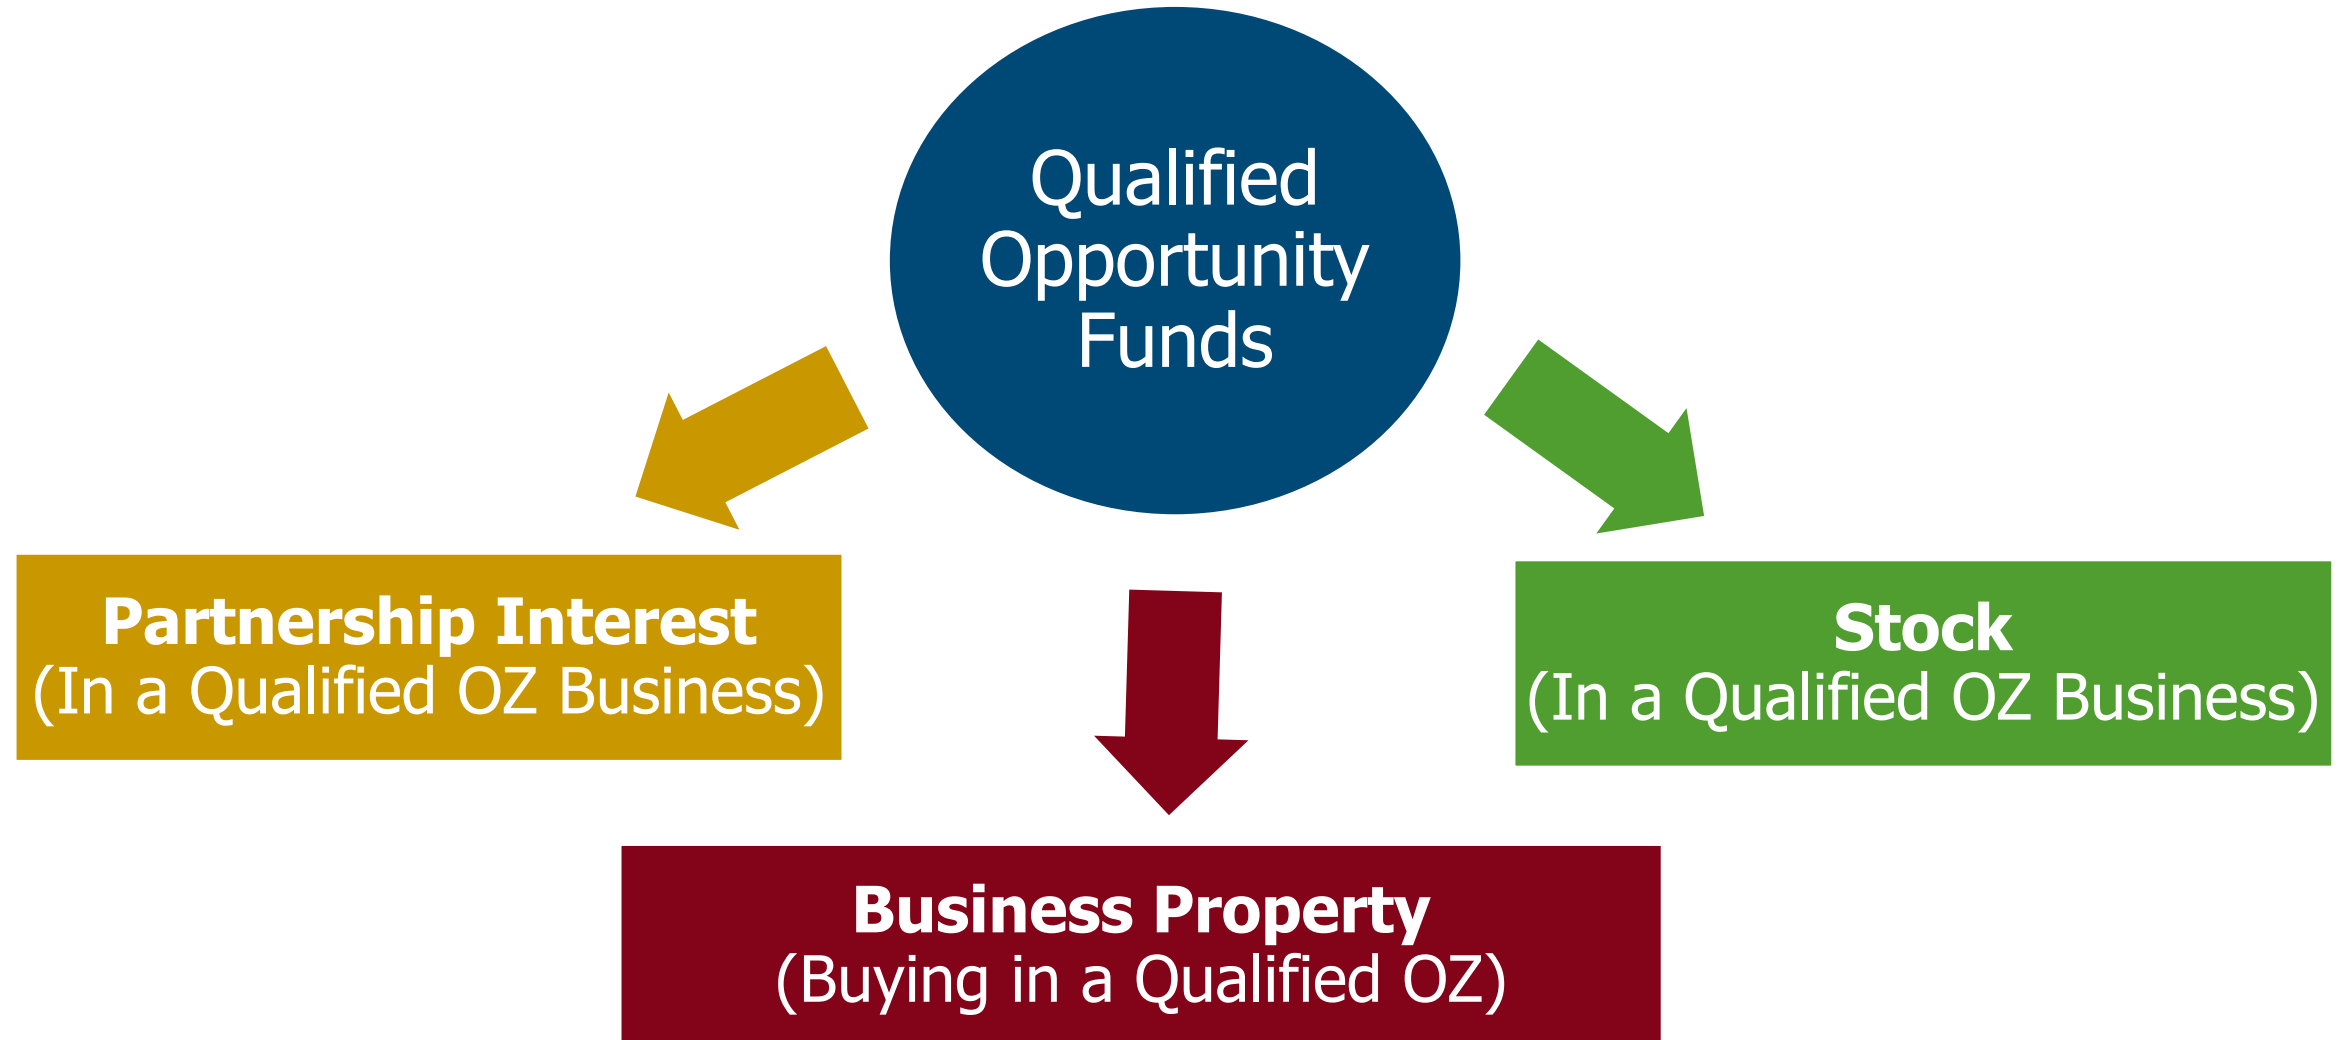 Qualified
Opportunity
Funds
Partnership Interest
(In a Qualified OZ Business)
Stock
(In a Qualified OZ Business)
Business Property
(Buying in a Qualified OZ)